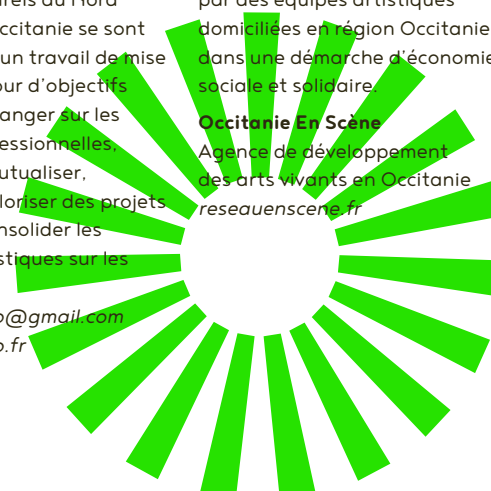 ccitanie se sont
un travail de mise
our d’objectifs
anger sur les
essionnelles,
utualiser,
loriser des projets
nsolider les
stiques sur les
o@gmail.com
o.fr
par des équipes artistiques
domiciliées en région Occitanie
dans une démarche d’économie
sociale et solidaire.
Occitanie En Scène
Agence de développement
des arts vivants en Occitanie
reseauenscene.fr